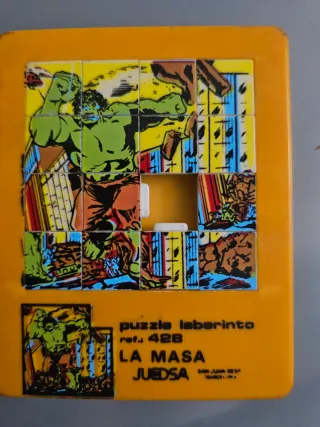 puzzle laberinto
ref.: 428
LA MASA
JUEDSA